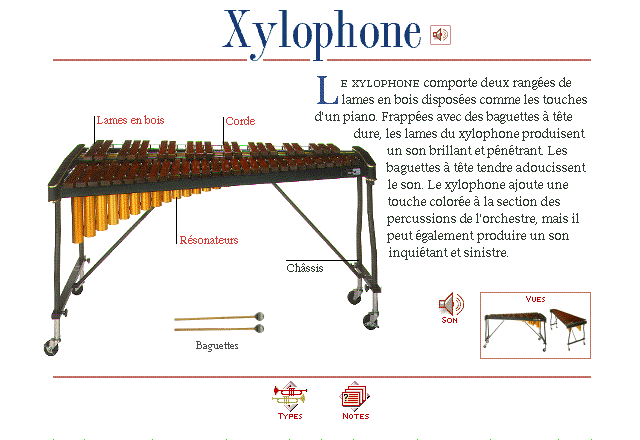 Xylophone
LE XYLOPHONE comporte deux rangées de
lames en bois disposées comme les touches
d'un piano. Frappées avec des baguettes à tête
dure, les lames du xylophone produisent
un son brillant et pénétrant. Les
baguettes à tête tendre adoucissent
le son. Le xylophone ajoute une
touche colorée à la section des
percussions de l'orchestre, mais il
peut également produire un son
inquiétant et sinistre.
Lames en bois
Corde
Résonateurs
Châssis
Baguettes
SON
VUES
TYPES
NOTES